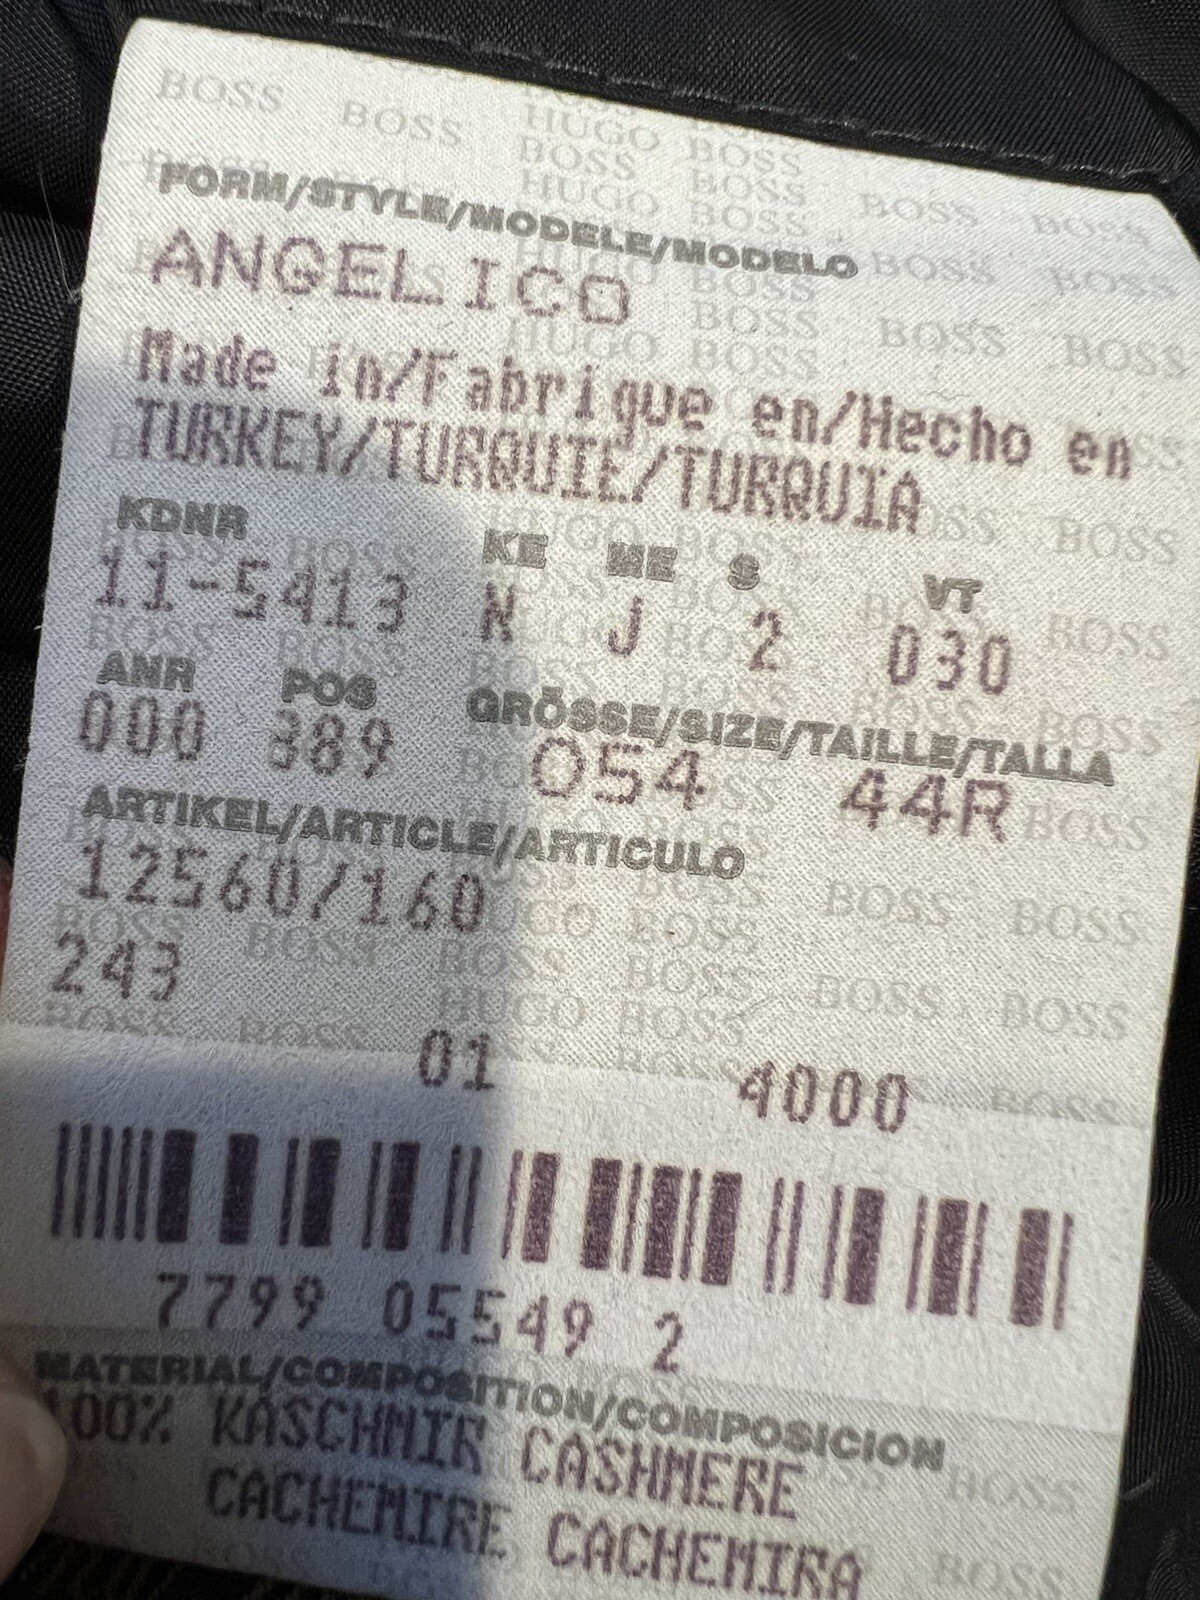 FORM/STYLE/MODELE/MODELO
ANGELICO
Made in/Fabrique en/Hecho en
TURKEY/TURQUIE/TURQUIA
KDNR KE ME S VT
11-5413 N J 2 030
ANR POS GRÖSSE/SIZE/TAILLE/TALLA
000 389 054 44R
ARTIKEL/ARTICLE/ARTICULO
12560/160
243
01 4000
7799 05549 2
MATERIAL/COMPOSITION/COMPOSICION
100% KASCHMIR CASHMERE
CACHEMIRE CACHEMIRA